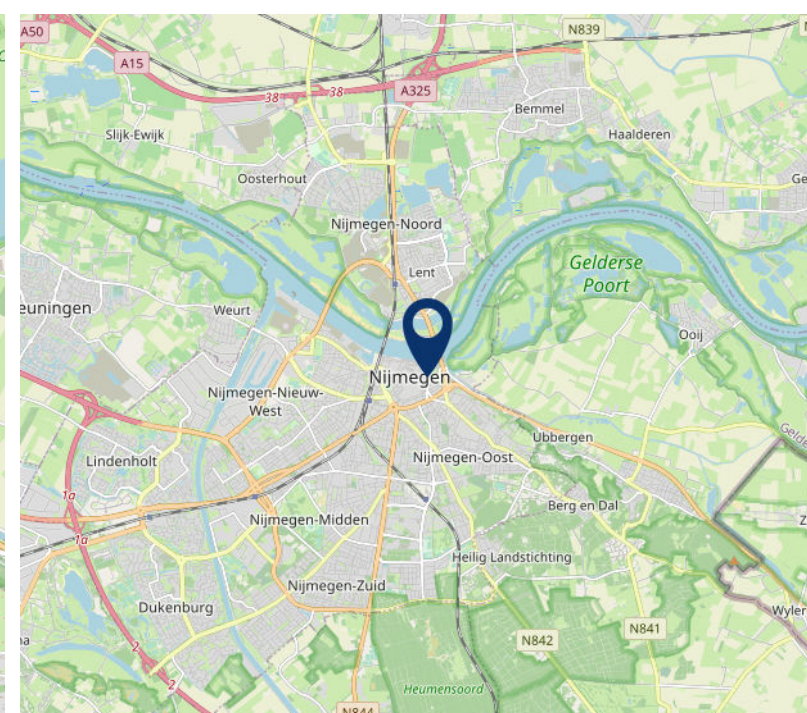 A50
N839
A15
A325
38
38
Bemmel
Slijk-Ewijk
Haalderen
Oosterhout
Nijmegen-Noord
Lent
Gelderse
Poort
euningen
Weurt
Ooij
Nijmegen
Nijmegen-Nieuw-
West
Ubbergen
Lindenholt
Nijmegen-Oost
1a
Berg en Dal
Nijmegen-Midden
1a
Heilig Landstichting
Nijmegen-Zuid
Dukenburg
Wyler
N842
N841
2
2
Heumensoord
N844